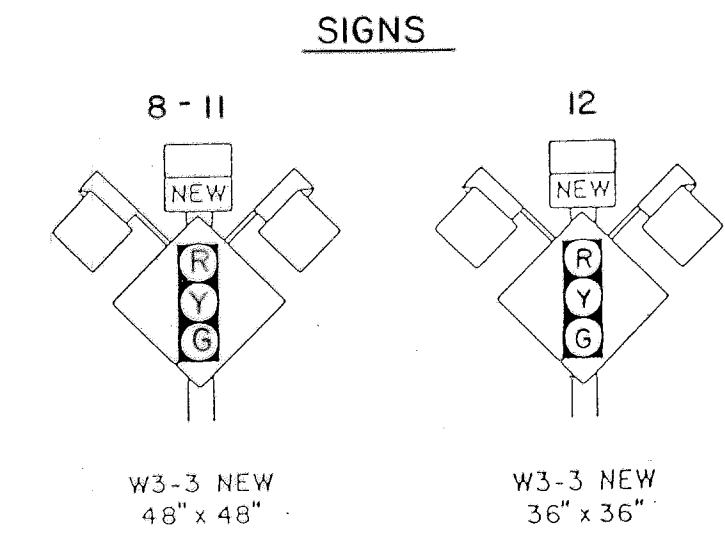 SIGNS
8 - 11
12
NEW
NEW
R
Y
G
R
Y
G
W3-3 NEW
48" x 48"
W3-3 NEW
36" x 36"